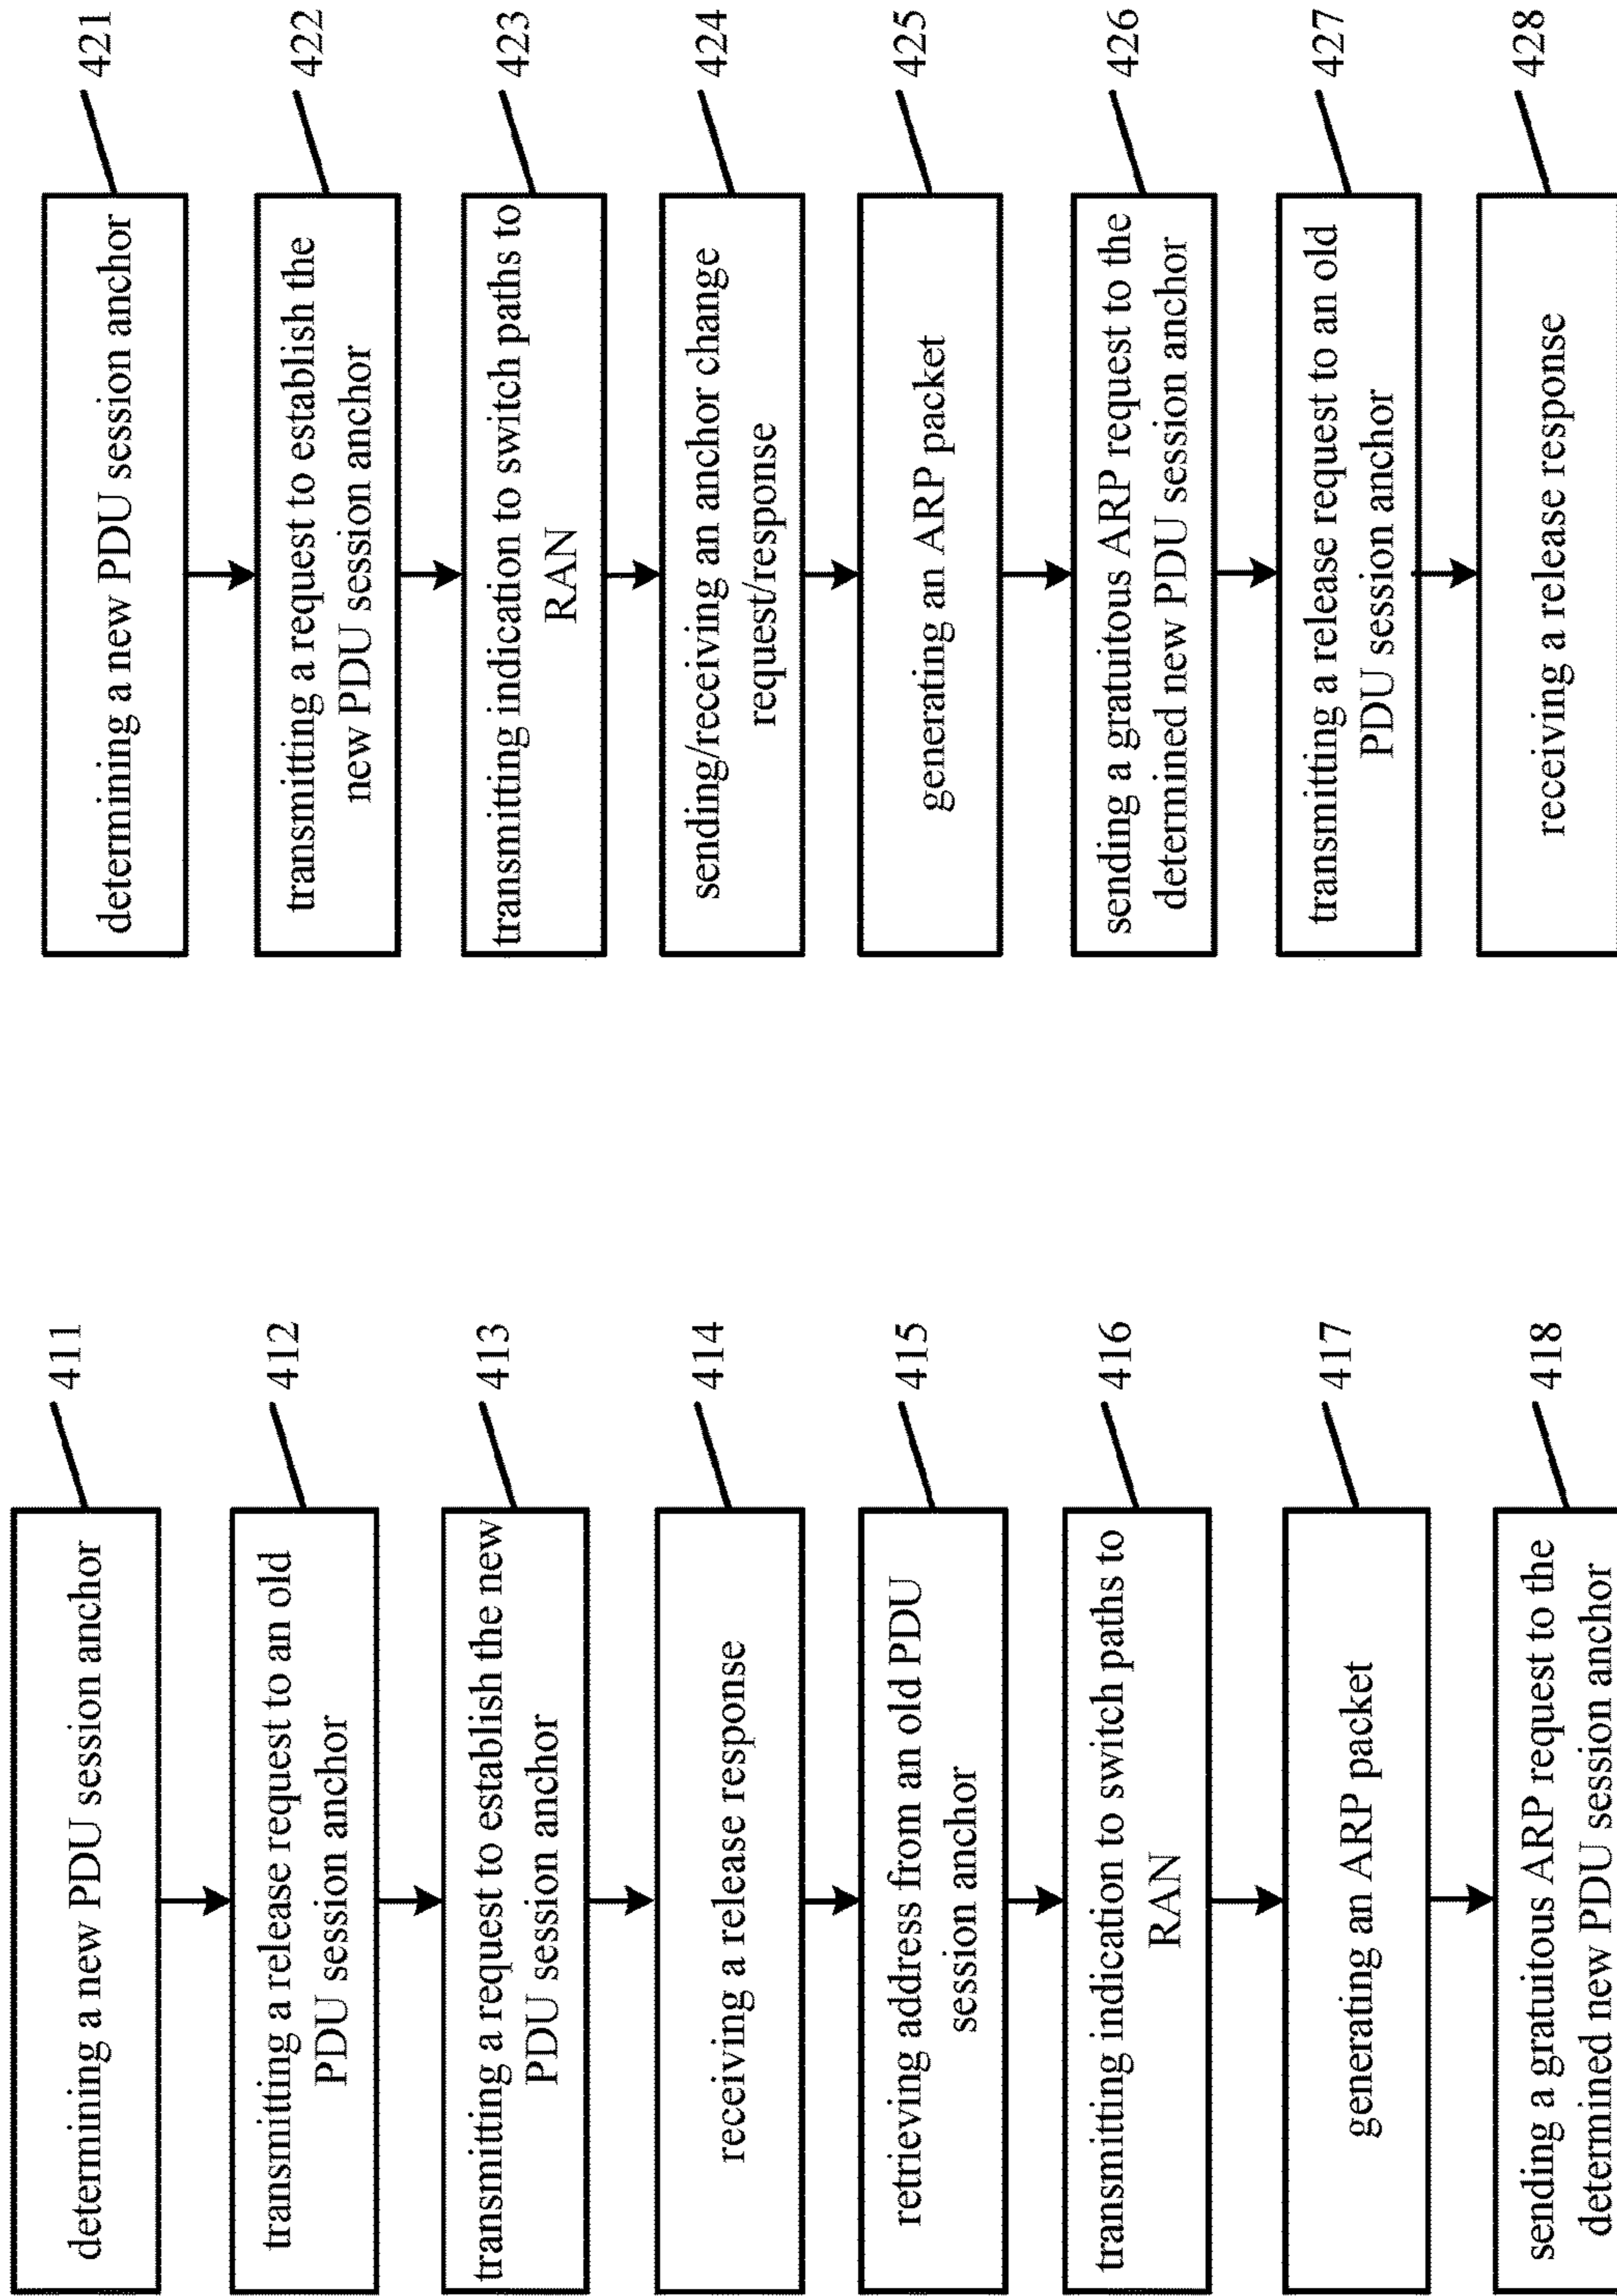 determining a new PDU session anchor
411
transmitting a release request to an old
PDU session anchor
412
transmitting a request to establish the new
PDU session anchor
413
receiving a release response
414
retrieving address from an old PDU
session anchor
415
transmitting indication to switch paths to
RAN
416
generating an ARP packet
417
sending a gratuitous ARP request to the
determined new PDU session anchor
418
determining a new PDU session anchor
421
transmitting a request to establish the
new PDU session anchor
422
transmitting indication to switch paths to
RAN
423
sending/receiving an anchor change
request/response
424
generating an ARP packet
425
sending a gratuitous ARP request to the
determined new PDU session anchor
426
transmitting a release request to an old
PDU session anchor
427
receiving a release response
428